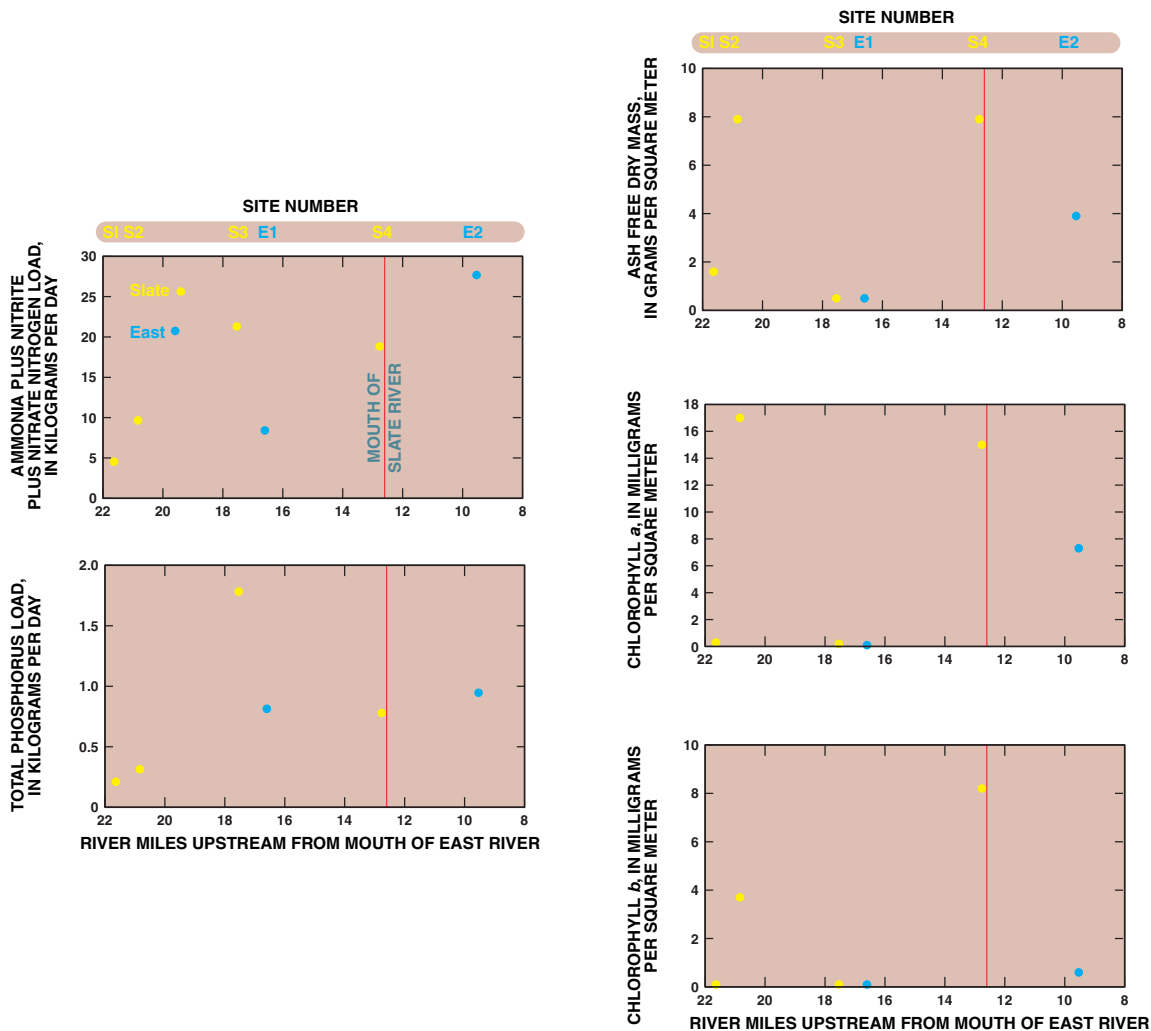 SITE NUMBER
SI S2 S3 E1 S4 E2
AMMONIA PLUS NITRITE
PLUS NITRATE NITROGEN LOAD,
IN KILOGRAMS PER DAY
30
25
20
15
10
5
0
Slate
East
MOUTH OF
SLATE RIVER
22 20 18 16 14 12 10 8
TOTAL PHOSPHORUS LOAD,
IN KILOGRAMS PER DAY
2.0
1.5
1.0
0.5
0
22 20 18 16 14 12 10 8
RIVER MILES UPSTREAM FROM MOUTH OF EAST RIVER
SITE NUMBER
SI S2 S3 E1 S4 E2
ASH FREE DRY MASS,
IN GRAMS PER SQUARE METER
10
8
6
4
2
0
22 20 18 16 14 12 10 8
CHLOROPHYLL a, IN MILLIGRAMS
PER SQUARE METER
18
16
14
12
10
8
6
4
2
0
22 20 18 16 14 12 10 8
CHLOROPHYLL b, IN MILLIGRAMS
PER SQUARE METER
10
8
6
4
2
0
22 20 18 16 14 12 10 8
RIVER MILES UPSTREAM FROM MOUTH OF EAST RIVER